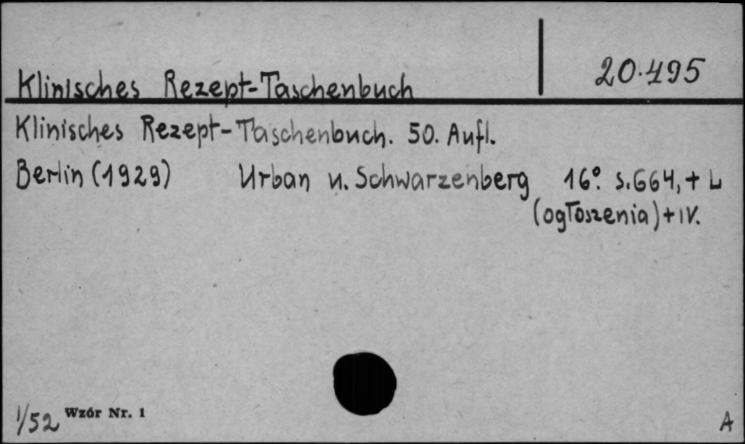 20.495
Klinisches Rezept-Taschenbuch
Klinisches Rezept-Taschenbuch. 50. Aufl.
Berlin (1929) Urban u. Schwarzenberg 16°. s. 664, + L
(ogłoszenia) + IV.
1/52 Wzór Nr. 1
A